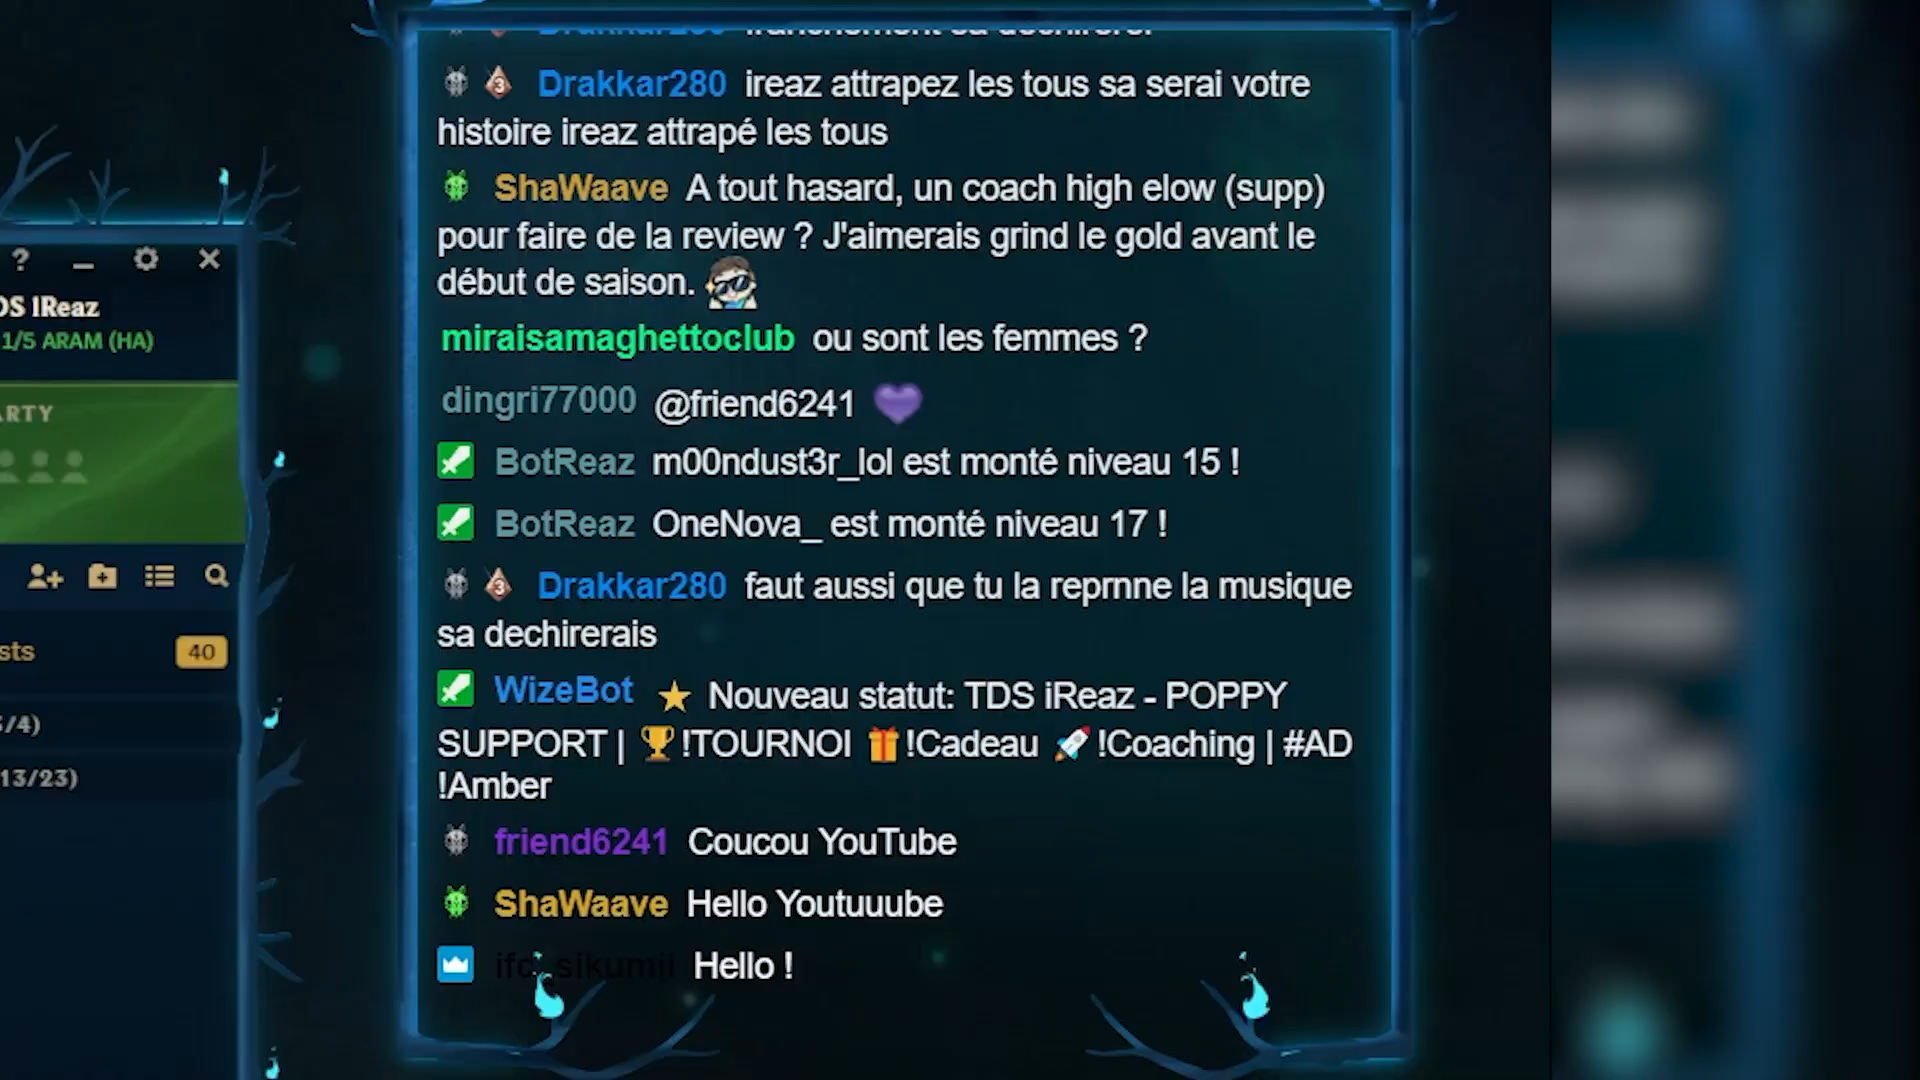 Drakkar280 franchement sa dechirers.
Drakkar280 ireaz attrapez les tous sa serai votre
histoire ireaz attrapé les tous
ShaWaave A tout hasard, un coach high elow (supp)
pour faire de la review ? J'aimerais grind le gold avant le
début de saison.
miraisamaghettoclub ou sont les femmes ?
dingri77000 @friend6241
BotReaz m00ndust3r_lol est monté niveau 15 !
BotReaz OneNova_ est monté niveau 17 !
Drakkar280 faut aussi que tu la reprnne la musique
sa dechirerais
WizeBot Nouveau statut: TDS iReaz - POPPY
SUPPORT | !TOURNOI !Cadeau !Coaching | #AD
!Amber
friend6241 Coucou YouTube
ShaWaave Hello Youtuuube
Hello !
?
DS iReaz
1/5 ARAM (HA)
ARTY
3
sts
40
/4)
13/23)